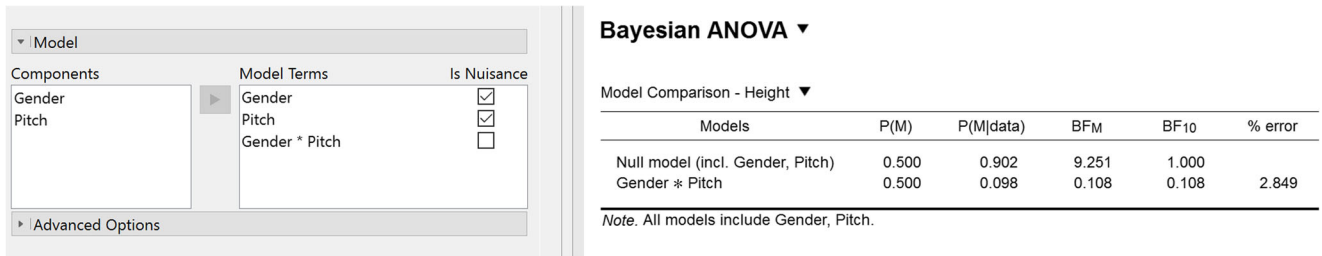 Model
Components Model Terms Is Nuisance
Gender Gender
Pitch Pitch
Gender * Pitch
Advanced Options
Bayesian ANOVA
Model Comparison - Height
Models P(M) P(M|data) BFM BF10 % error
Null model (incl. Gender, Pitch) 0.500 0.902 9.251 1.000
Gender ∗ Pitch 0.500 0.098 0.108 0.108 2.849
Note. All models include Gender, Pitch.